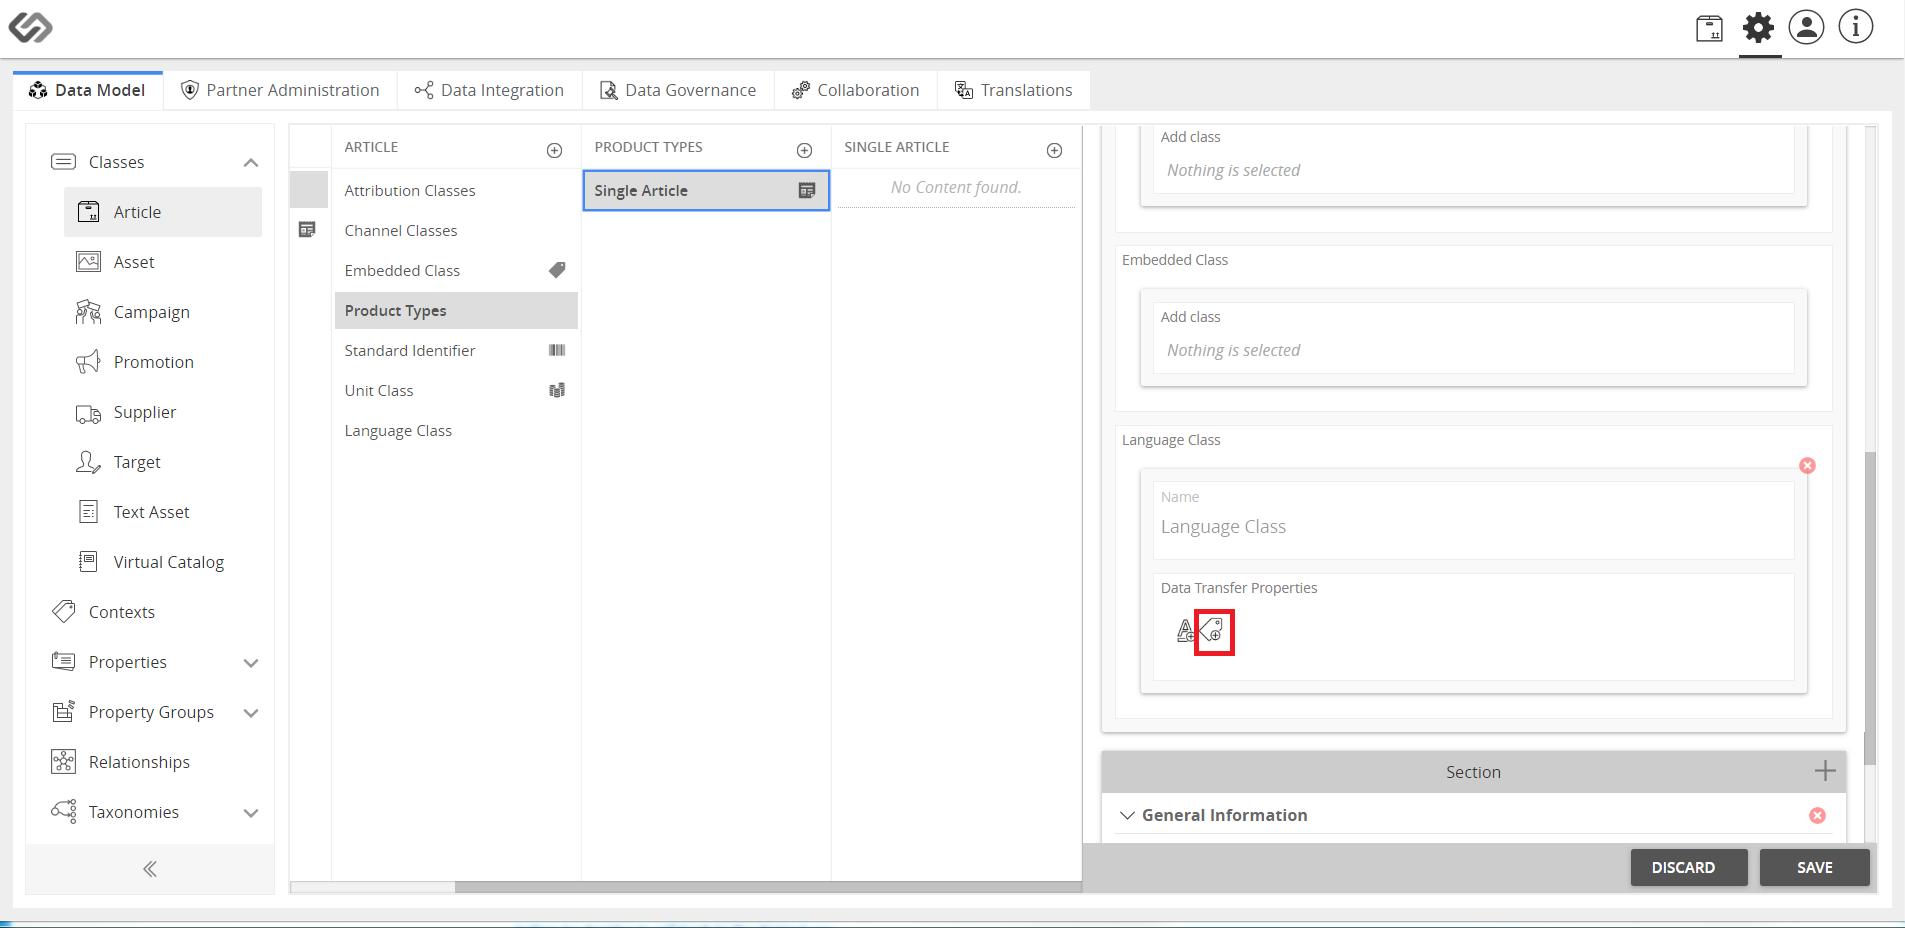 Data Model
Partner Administration
Data Integration
Data Governance
Collaboration
Translations
Classes
Article
Asset
Campaign
Promotion
Supplier
Target
Text Asset
Virtual Catalog
Contexts
Properties
Property Groups
Relationships
Taxonomies
ARTICLE
Attribution Classes
Channel Classes
Embedded Class
Product Types
Standard Identifier
Unit Class
Language Class
PRODUCT TYPES
Single Article
SINGLE ARTICLE
No Content found.
Add class
Nothing is selected
Embedded Class
Add class
Nothing is selected
Language Class
Name
Language Class
Data Transfer Properties
Section
General Information
DISCARD
SAVE